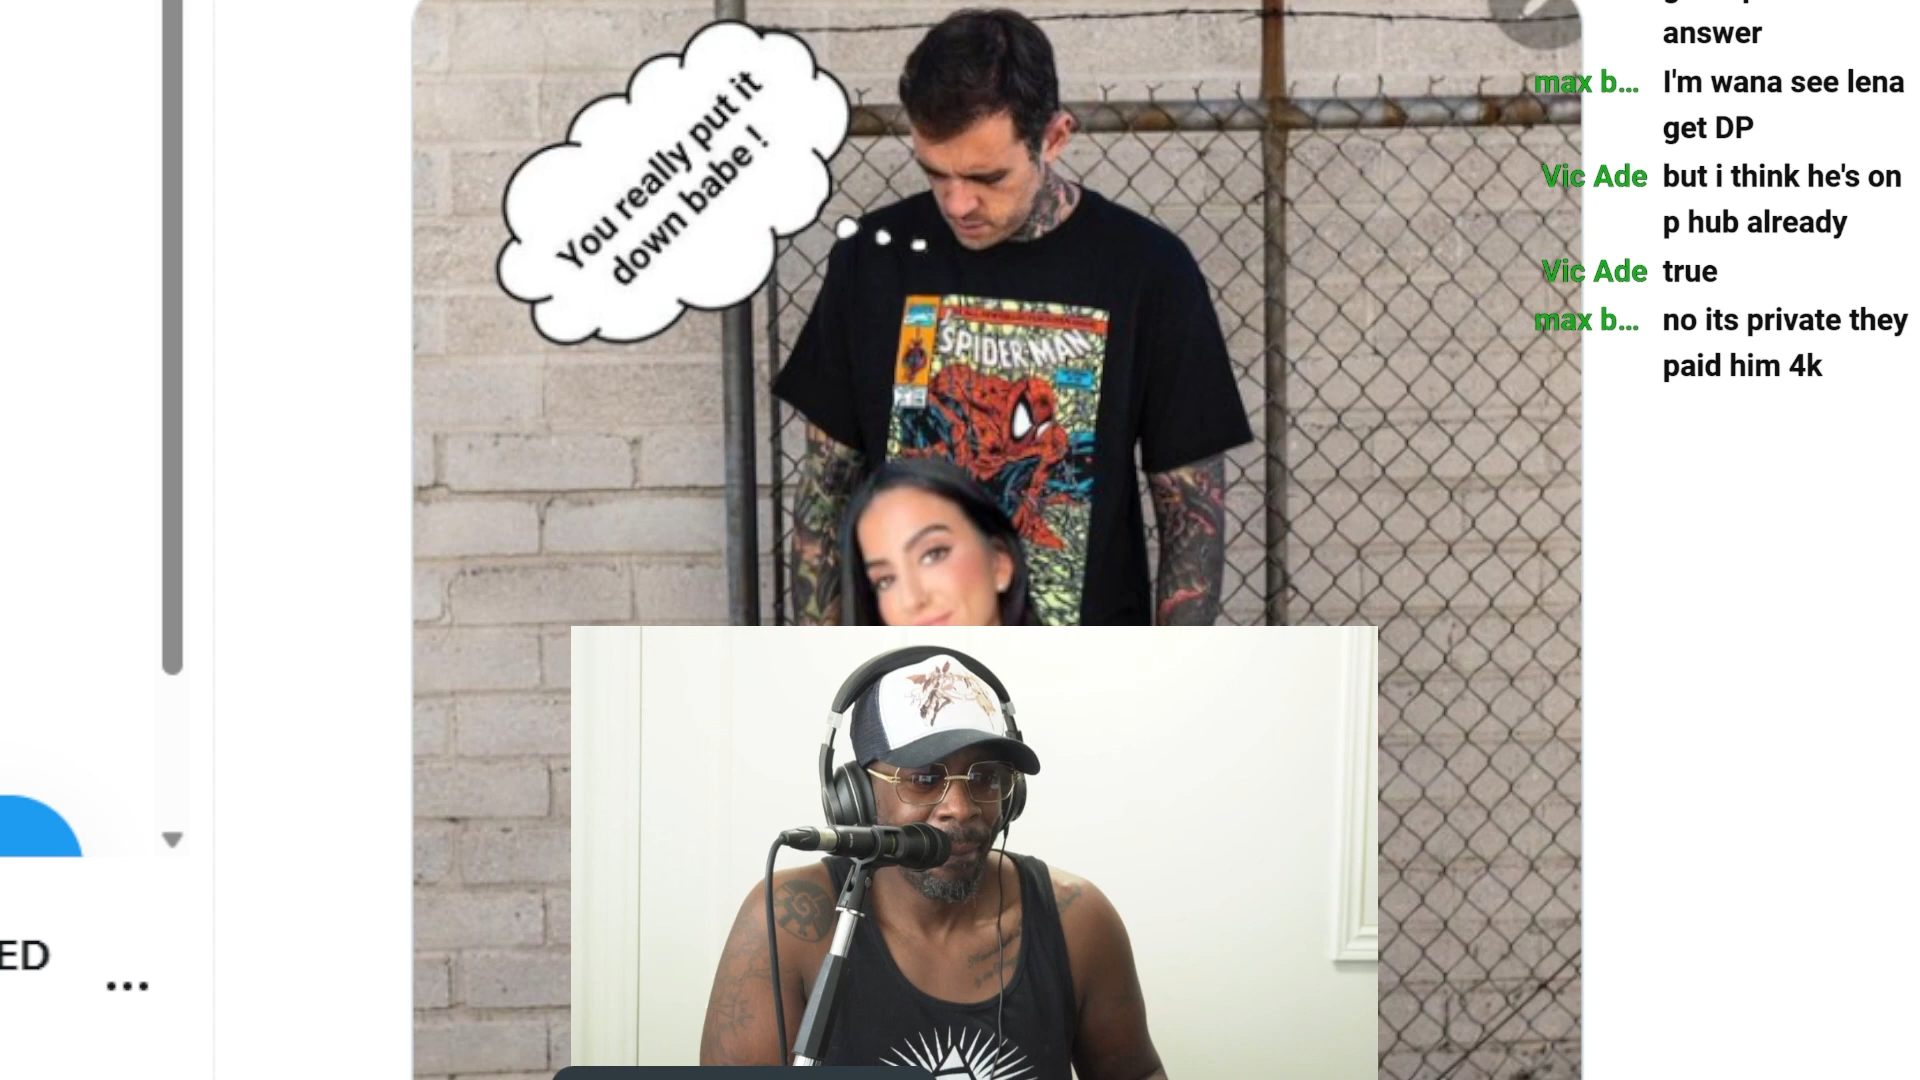 You really put it
down babe !
SPIDER-MAN
answer
max b... I'm wana see lena
get DP
Vic Ade but i think he's on
p hub already
Vic Ade true
max b... no its private they
paid him 4k
ED
...